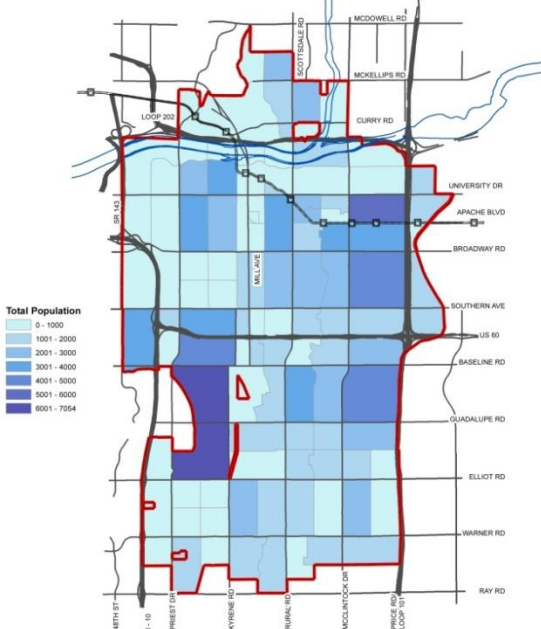 MCDOWELL RD
SCOTTSDALE RD
MCKELLIPS RD
CURRY RD
LOOP 202
UNIVERSITY DR
SR 143
APACHE BLVD
BROADWAY RD
MILL AVE
SOUTHERN AVE
US 60
BASELINE RD
GUADALUPE RD
ELLIOT RD
WARNER RD
RAY RD
48TH ST
I - 10
PRIEST DR
KYRENE RD
RURAL RD
MCCLINTOCK DR
PRICE RD/
LOOP 101
Total Population
0 - 1000
1001 - 2000
2001 - 3000
3001 - 4000
4001 - 5000
5001 - 6000
6001 - 7054